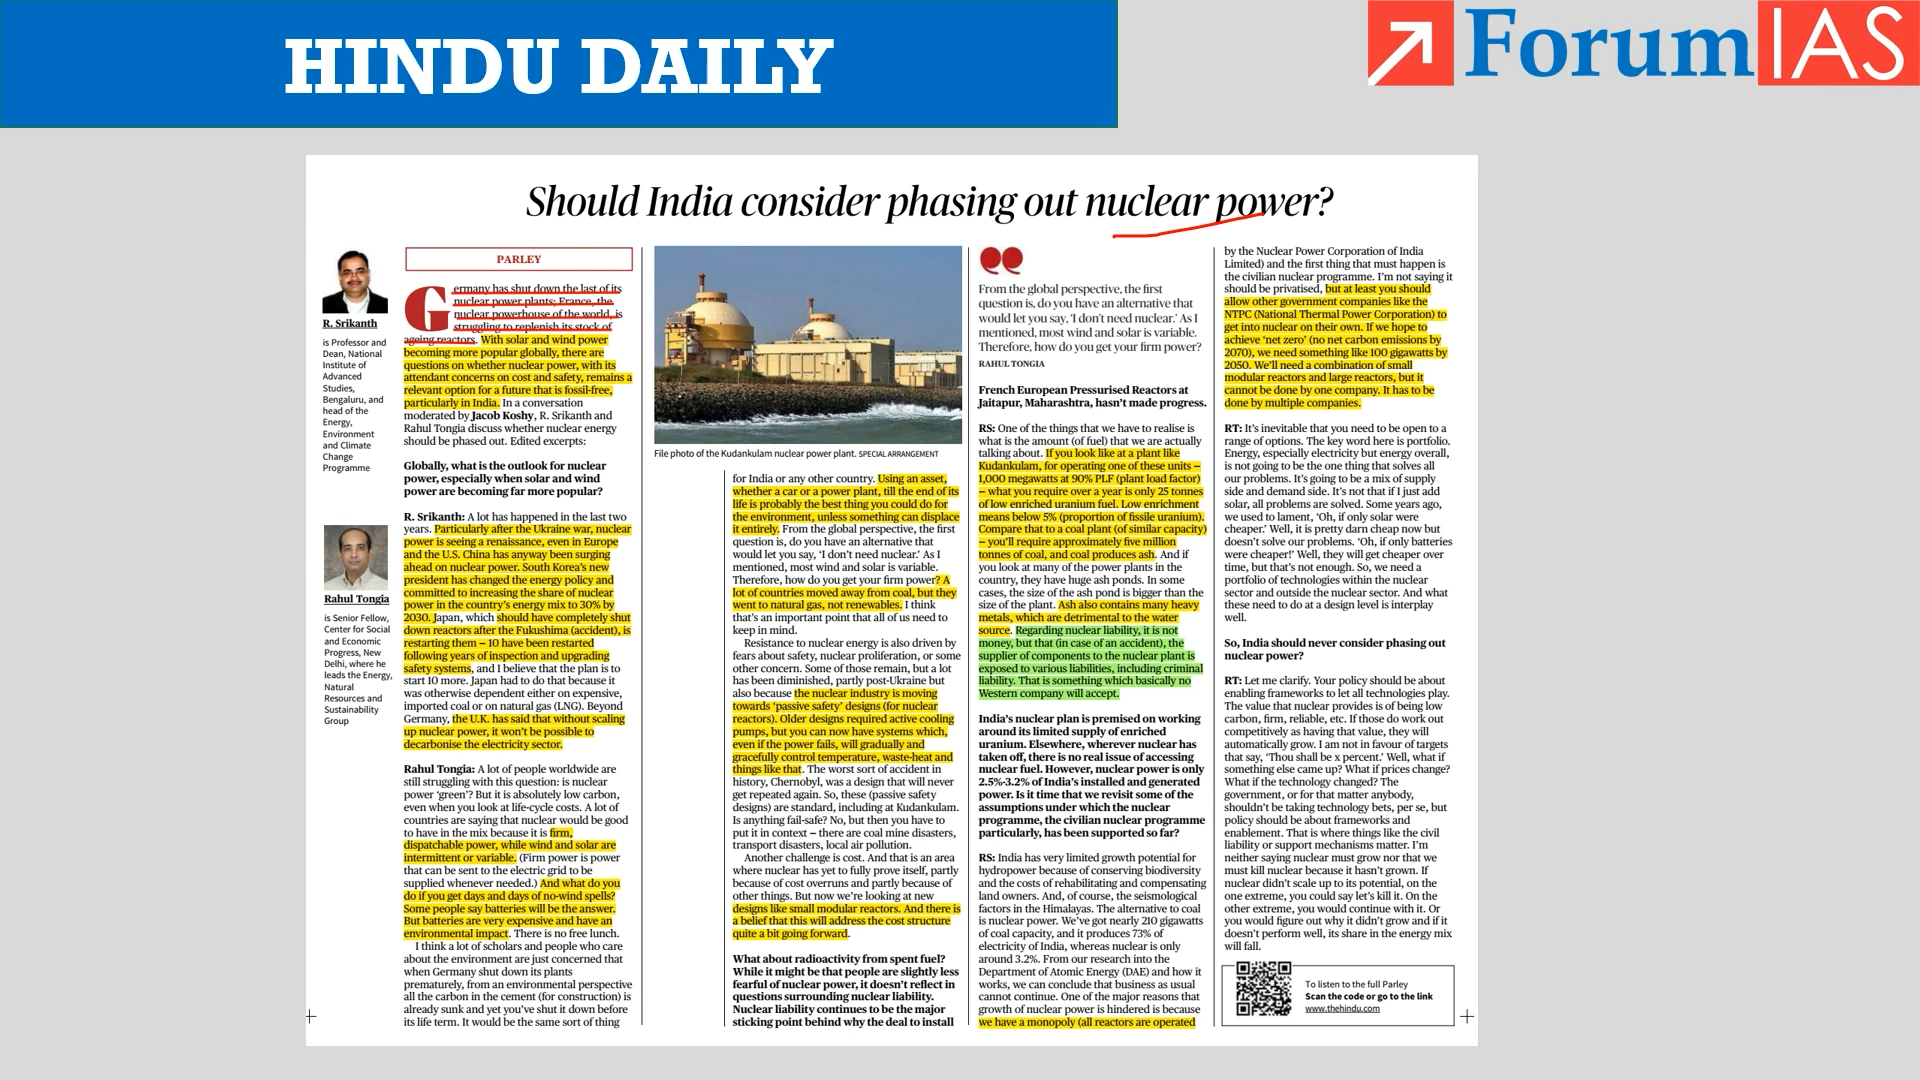 HINDU DAILY
Forum IAS
Should India consider phasing out nuclear power?
R. Srikanth
is Professor and
Dean, National
Institute of
Advanced
Studies,
Bengaluru, and
head of the
Energy,
Environment
and Climate
Change
Programme
Rahul Tongia
is Senior Fellow,
Center for Social
and Economic
Progress, New
Delhi, where he
leads the Energy,
Natural
Resources and
Sustainability
Group
PARLEY
Germany has shut down the last of its
nuclear power plants; France, the
nuclear powerhouse of the world, is
struggling to replenish its stock of
ageing reactors. With solar and wind power
becoming more popular globally, there are
questions on whether nuclear power, with its
attendant concerns on cost and safety, remains a
relevant option for a future that is fossil-free,
particularly in India. In a conversation
moderated by Jacob Koshy, R. Srikanth and
Rahul Tongia discuss whether nuclear energy
should be phased out. Edited excerpts:
Globally, what is the outlook for nuclear
power, especially when solar and wind
power are becoming far more popular?
R. Srikanth: A lot has happened in the last two
years. Particularly after the Ukraine war, nuclear
power is seeing a renaissance, even in Europe
and the U.S. China has anyway been surging
ahead on nuclear power. South Korea's new
president has changed the energy policy and
committed to increasing the share of nuclear
power in the country's energy mix to 30% by
2030. Japan, which should have completely shut
down reactors after the Fukushima (accident), is
restarting them – 10 have been restarted
following years of inspection and upgrading
safety systems, and I believe that the plan is to
start 10 more. Japan had to do that because it
was otherwise dependent either on expensive,
imported coal or on natural gas (LNG). Beyond
Germany, the U.K. has said that without scaling
up nuclear power, it won't be possible to
decarbonise the electricity sector.
Rahul Tongia: A lot of people worldwide are
still struggling with this question: is nuclear
power 'green'? But it is absolutely low carbon,
even when you look at life-cycle costs. A lot of
countries are saying that nuclear would be good
to have in the mix because it is firm,
dispatchable power, while wind and solar are
intermittent or variable. (Firm power is power
that can be sent to the electric grid to be
supplied whenever needed.) And what do you
do if you get days and days of no-wind spells?
Some people say batteries will be the answer.
But batteries are very expensive and have an
environmental impact. There is no free lunch.
I think a lot of scholars and people who care
about the environment are just concerned that
when Germany shut down its plants
prematurely, from an environmental perspective
all the carbon in the cement (for construction) is
already sunk and yet you've shut it down before
its life term. It would be the same sort of thing
File photo of the Kudankulam nuclear power plant. SPECIAL ARRANGEMENT
for India or any other country. Using an asset,
whether a car or a power plant, till the end of its
life is probably the best thing you could do for
the environment, unless something can displace
it entirely. From the global perspective, the first
question is, do you have an alternative that
would let you say, 'I don't need nuclear.' As I
mentioned, most wind and solar is variable.
Therefore, how do you get your firm power? A
lot of countries moved away from coal, but they
went to natural gas, not renewables. I think
that's an important point that all of us need to
keep in mind.
Resistance to nuclear energy is also driven by
fears about safety, nuclear proliferation, or some
other concern. Some of those remain, but a lot
has been diminished, partly post-Ukraine but
also because the nuclear industry is moving
towards 'passive safety' designs (for nuclear
reactors). Older designs required active cooling
pumps, but you can now have systems which,
even if the power fails, will gradually and
gracefully control temperature, waste-heat and
things like that. The worst sort of accident in
history, Chernobyl, was a design that will never
get repeated again. So, these (passive safety
designs) are standard, including at Kudankulam.
Is anything fail-safe? No, but then you have to
put it in context – there are coal mine disasters,
transport disasters, local air pollution.
Another challenge is cost. And that is an area
where nuclear has yet to fully prove itself, partly
because of cost overruns and partly because of
other things. But now we're looking at new
designs like small modular reactors. And there is
a belief that this will address the cost structure
quite a bit going forward.
What about radioactivity from spent fuel?
While it might be that people are slightly less
fearful of nuclear power, it doesn't reflect in
questions surrounding nuclear liability.
Nuclear liability continues to be the major
sticking point behind why the deal to install
From the global perspective, the first
question is, do you have an alternative that
would let you say, 'I don't need nuclear.' As I
mentioned, most wind and solar is variable.
Therefore, how do you get your firm power?
RAHUL TONGIA
French European Pressurised Reactors at
Jaitapur, Maharashtra, hasn't made progress.
RS: One of the things that we have to realise is
what is the amount (of fuel) that we are actually
talking about. If you look like at a plant like
Kudankulam, for operating one of these units –
1,000 megawatts at 90% PLF (plant load factor)
– what you require over a year is only 25 tonnes
of low enriched uranium fuel. Low enrichment
means below 5% (proportion of fissile uranium).
Compare that to a coal plant (of similar capacity)
– you'll require approximately five million
tonnes of coal, and coal produces ash. And if
you look at many of the power plants in the
country, they have huge ash ponds. In some
cases, the size of the ash pond is bigger than the
size of the plant. Ash also contains many heavy
metals, which are detrimental to the water
source. Regarding nuclear liability, it is not
money, but that (in case of an accident), the
supplier of components to the nuclear plant is
exposed to various liabilities, including criminal
liability. That is something which basically no
Western company will accept.
India's nuclear plan is premised on working
around its limited supply of enriched
uranium. Elsewhere, wherever nuclear has
taken off, there is no real issue of accessing
nuclear fuel. However, nuclear power is only
2.5%-3.2% of India's installed and generated
power. Is it time that we revisit some of the
assumptions under which the nuclear
programme, the civilian nuclear programme
particularly, has been supported so far?
RS: India has very limited growth potential for
hydropower because of conserving biodiversity
and the costs of rehabilitating and compensating
land owners. And, of course, the seismological
factors in the Himalayas. The alternative to coal
is nuclear power. We've got nearly 210 gigawatts
of coal capacity, and it produces 73% of
electricity of India, whereas nuclear is only
around 3.2%. From our research into the
Department of Atomic Energy (DAE) and how it
works, we can conclude that business as usual
cannot continue. One of the major reasons that
growth of nuclear power is hindered is because
we have a monopoly (all reactors are operated
by the Nuclear Power Corporation of India
Limited) and the first thing that must happen is
the civilian nuclear programme. I'm not saying it
should be privatised, but at least you should
allow other government companies like the
NTPC (National Thermal Power Corporation) to
get into nuclear on their own. If we hope to
achieve 'net zero' (no net carbon emissions by
2070), we need something like 100 gigawatts by
2050. We'll need a combination of small
modular reactors and large reactors, but it
cannot be done by one company. It has to be
done by multiple companies.
RT: It's inevitable that you need to be open to a
range of options. The key word here is portfolio.
Energy, especially electricity but energy overall,
is not going to be the one thing that solves all
our problems. It's going to be a mix of supply
side and demand side. It's not that if I just add
solar, all problems are solved. Some years ago,
we used to lament, 'Oh, if only solar were
cheaper.' Well, it is pretty darn cheap now but
doesn't solve our problems. 'Oh, if only batteries
were cheaper!' Well, they will get cheaper over
time, but that's not enough. So, we need a
portfolio of technologies within the nuclear
sector and outside the nuclear sector. And what
these need to do at a design level is interplay
well.
So, India should never consider phasing out
nuclear power?
RT: Let me clarify. Your policy should be about
enabling frameworks to let all technologies play.
The value that nuclear provides is of being low
carbon, firm, reliable, etc. If those do work out
competitively as having that value, they will
automatically grow. I am not in favour of targets
that say, 'Thou shall be x percent.' Well, what if
something else came up? What if prices change?
What if the technology changed? The
government, or for that matter anybody,
shouldn't be taking technology bets, per se, but
policy should be about frameworks and
enablement. That is where things like the civil
liability or support mechanisms matter. I'm
neither saying nuclear must grow nor that we
must kill nuclear because it hasn't grown. If
nuclear didn't scale up to its potential, on the
one extreme, you could say let's kill it. On the
other extreme, you would continue with it. Or
you would figure out why it didn't grow and if it
doesn't perform well, its share in the energy mix
will fall.
To listen to the full Parley
Scan the code or go to the link
www.thehindu.com